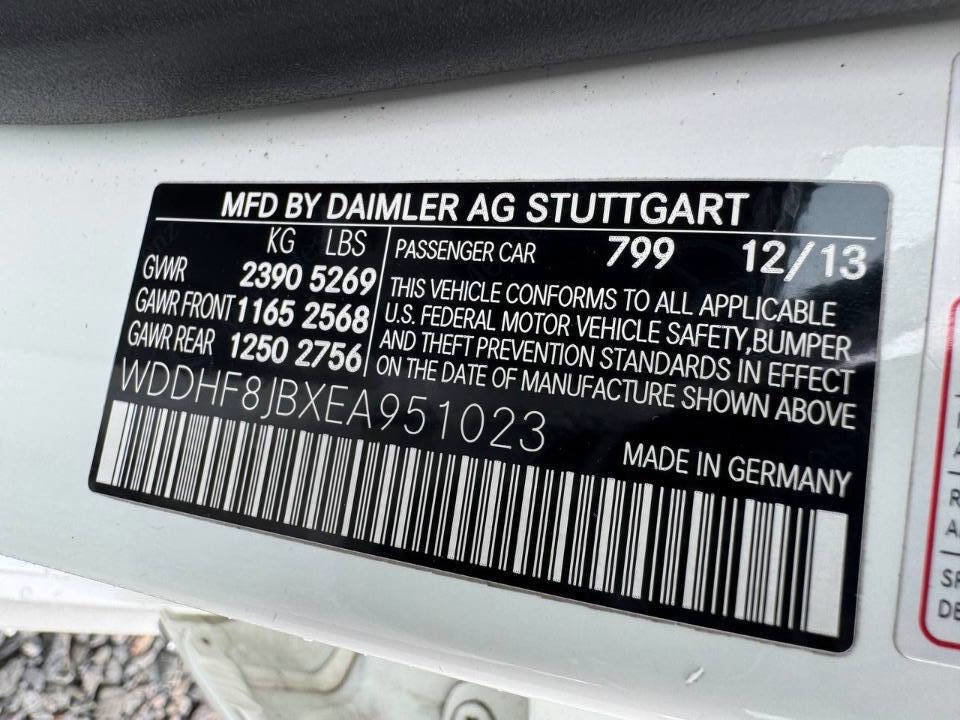 MFD BY DAIMLER AG STUTTGART
KG LBS
GVWR 2390 5269
GAWR FRONT 1165 2568
GAWR REAR 1250 2756
PASSENGER CAR 799 12/13
THIS VEHICLE CONFORMS TO ALL APPLICABLE
U.S. FEDERAL MOTOR VEHICLE SAFETY,BUMPER
AND THEFT PREVENTION STANDARDS IN EFFECT
ON THE DATE OF MANUFACTURE SHOWN ABOVE
WDDHF8JBXEA951023
MADE IN GERMANY